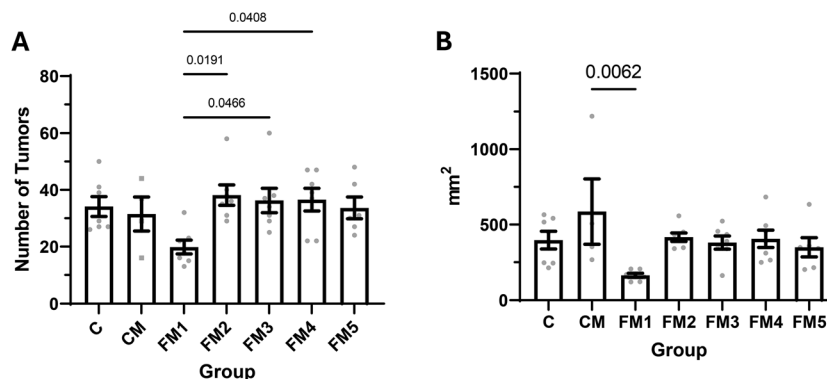 A
0.0408
0.0191
0.0466
Number of Tumors
80
60
40
20
0
C
CM
FM1
FM2
FM3
FM4
FM5
Group
B
0.0062
mm²
1500
1000
500
0
C
CM
FM1
FM2
FM3
FM4
FM5
Group